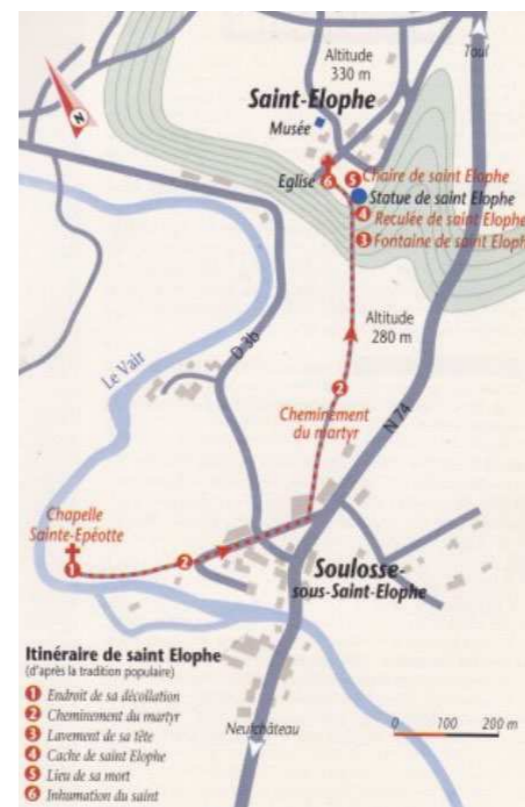 Toul
Altitude
330 m
Saint-Elophe
Musée
Eglise
6
5
Chaire de saint Elophe
Statue de saint Elophe
4
Reculée de saint Elophe
3
Fontaine de saint Eloph
Altitude
280 m
Le Vair
D 3b
2
N 74
Cheminement
du martyr
Chapelle
Sainte-Epéotte
1
2
Soulosse-
sous-Saint-Elophe
Itinéraire de saint Elophe
(d'après la tradition populaire)
1 Endroit de sa décollation
2 Cheminement du martyr
3 Lavement de sa tête
4 Cache de saint Elophe
5 Lieu de sa mort
6 Inhumation du saint
Neufchâteau
0 100 200 m